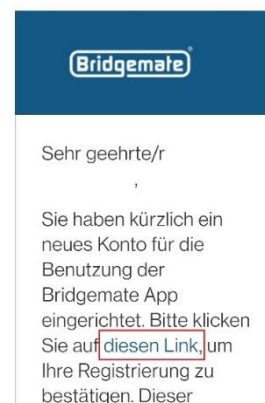 Bridgemate
Sehr geehrte/r
,
Sie haben kürzlich ein
neues Konto für die
Benutzung der
Bridgemate App
eingerichtet. Bitte klicken
Sie auf diesen Link, um
Ihre Registrierung zu
bestätigen. Dieser